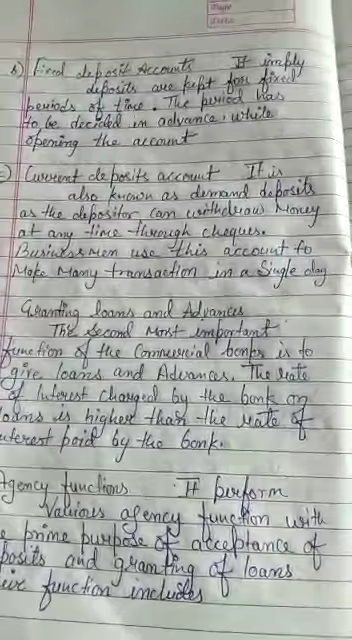 Page
Date
b) Fixed deposit Accounts It imply
deposits are kept for fixed
periods of time. The period has
to be decided in advance, while
opening the account
c) Current deposits account It is
also known as demand deposits
as the depositor can withdraws Money
at any time through cheques.
Businessmen use this account to
Make Many transaction in a Single day
Granting loans and Advances
The Second Most important
function of the Commercial banks is to
give loans and Advances. The rate
of Interest charged by the bank on
loans is higher than the rate of
nterest paid by the bank.
Agency functions It perform
Various agency function with
e prime purpose of acceptance of
posits and granting of loans
function includes